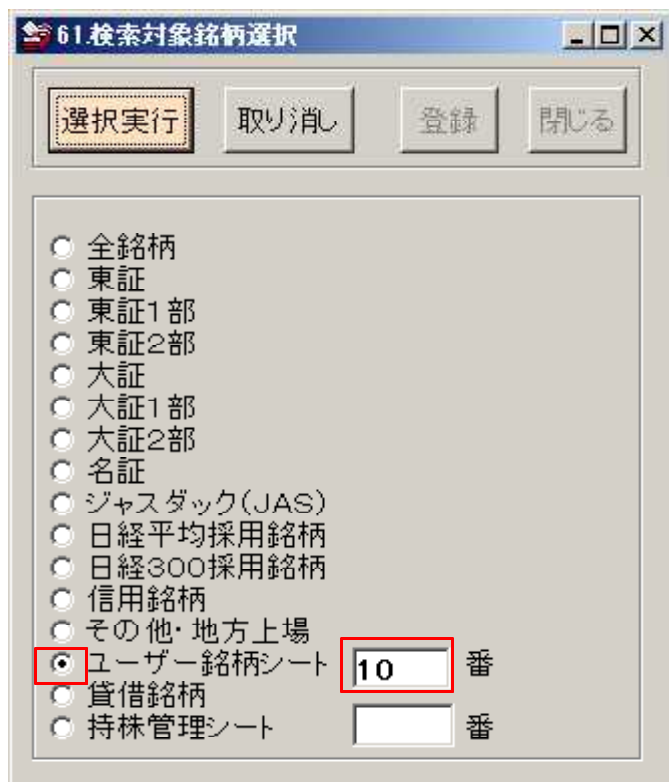 61.検索対象銘柄選択
選択実行 取り消し 登録 閉じる
全銘柄
東証
東証1部
東証2部
大証
大証1部
大証2部
名証
ジャスダック(JAS)
日経平均採用銘柄
日経300採用銘柄
信用銘柄
その他・地方上場
ユーザー銘柄シート 10 番
貸借銘柄
持株管理シート 番